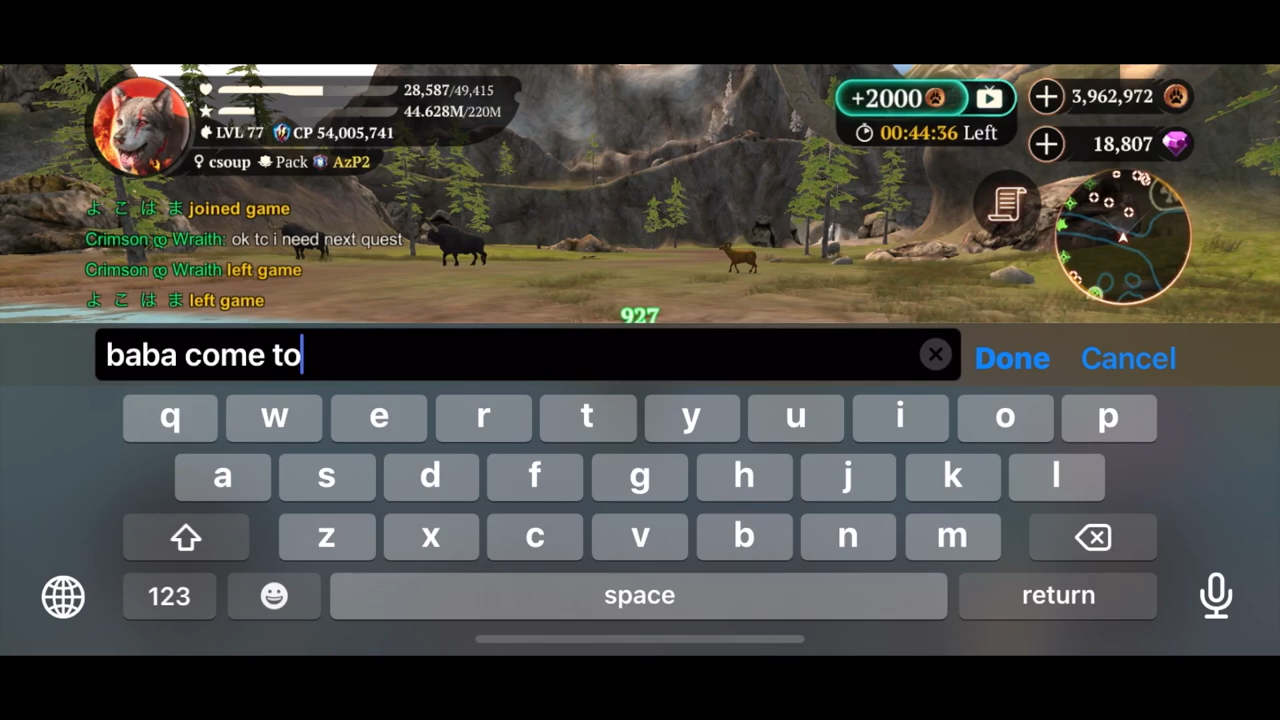 28,587/49,415
44.628M/220M
LVL 77 CP 54,005,741
♀ csoup Pack AzP2
+2000
00:44:36 Left
3,962,972
18,807
よ こ は ま joined game
Crimson ღ Wraith: ok tc i need next quest
Crimson ღ Wraith left game
よ こ は ま left game
927
baba come to
Done Cancel
q w e r t y u i o p
a s d f g h j k l
z x c v b n m
123 space return